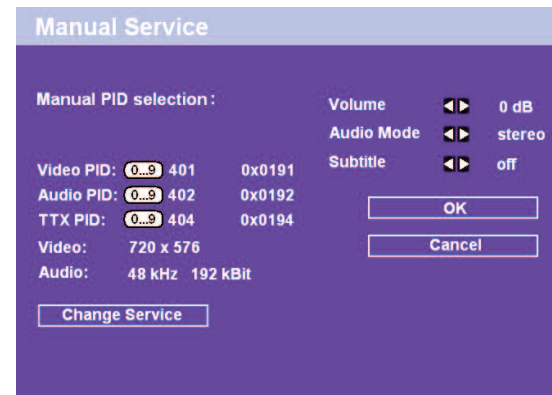 Manual Service
Manual PID selection:
Video PID: 0...9 401 0x0191
Audio PID: 0...9 402 0x0192
TTX PID: 0...9 404 0x0194
Video: 720 x 576
Audio: 48 kHz 192 kBit
Change Service
Volume 0 dB
Audio Mode stereo
Subtitle off
OK
Cancel